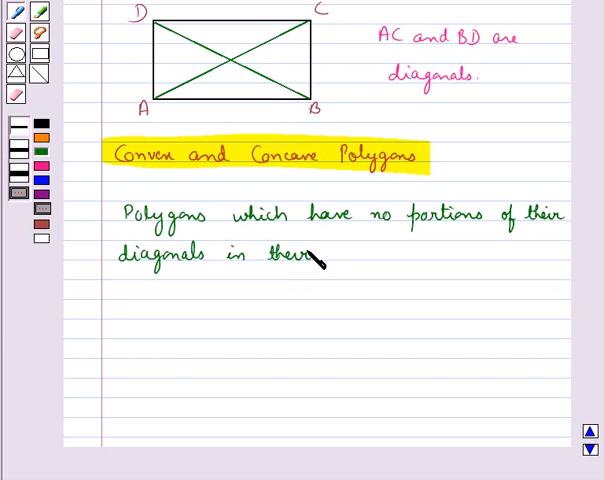 D C
AC and BD are
diagonals.
A B
Convex and Concave Polygons
Polygons which have no portions of their
diagonals in their